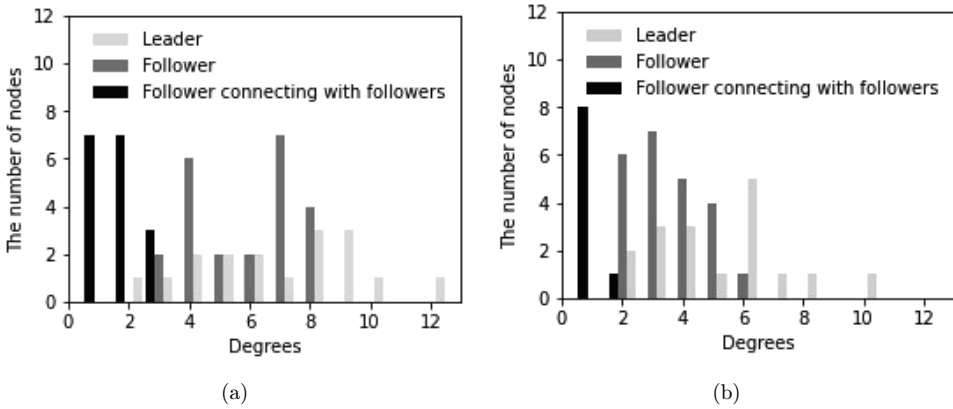 12
10
8
6
4
2
0
The number of nodes
Leader
Follower
Follower connecting with followers
0 2 4 6 8 10 12
Degrees
(a)
12
10
8
6
4
2
0
The number of nodes
Leader
Follower
Follower connecting with followers
0 2 4 6 8 10 12
Degrees
(b)